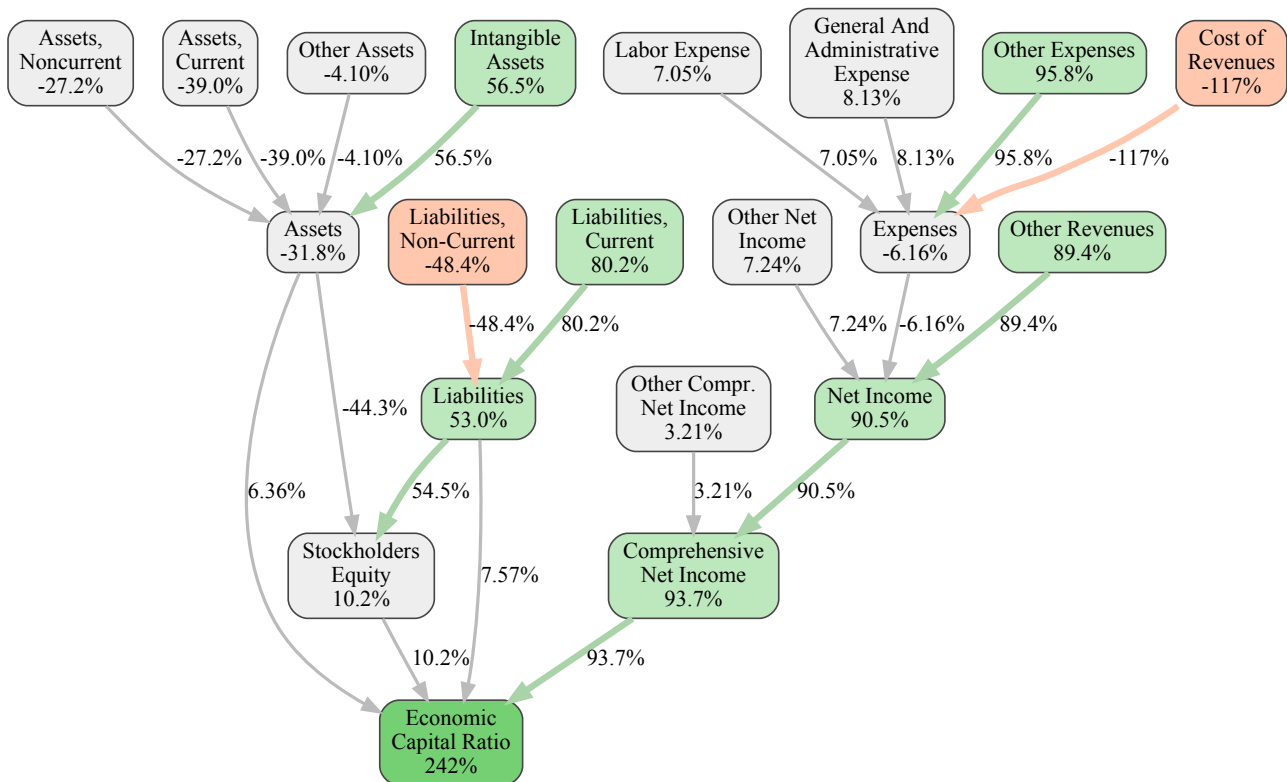 Assets,
Noncurrent
-27.2%
Assets,
Current
-39.0%
Other Assets
-4.10%
Intangible
Assets
56.5%
Labor Expense
7.05%
General And
Administrative
Expense
8.13%
Other Expenses
95.8%
Cost of
Revenues
-117%
-27.2%
-39.0%
-4.10%
56.5%
7.05%
8.13%
95.8%
-117%
Assets
-31.8%
Liabilities,
Non-Current
-48.4%
Liabilities,
Current
80.2%
Other Net
Income
7.24%
Expenses
-6.16%
Other Revenues
89.4%
-48.4%
80.2%
7.24%
-6.16%
89.4%
-44.3%
Liabilities
53.0%
Other Compr.
Net Income
3.21%
Net Income
90.5%
6.36%
54.5%
3.21%
90.5%
Stockholders
Equity
10.2%
7.57%
Comprehensive
Net Income
93.7%
10.2%
93.7%
Economic
Capital Ratio
242%